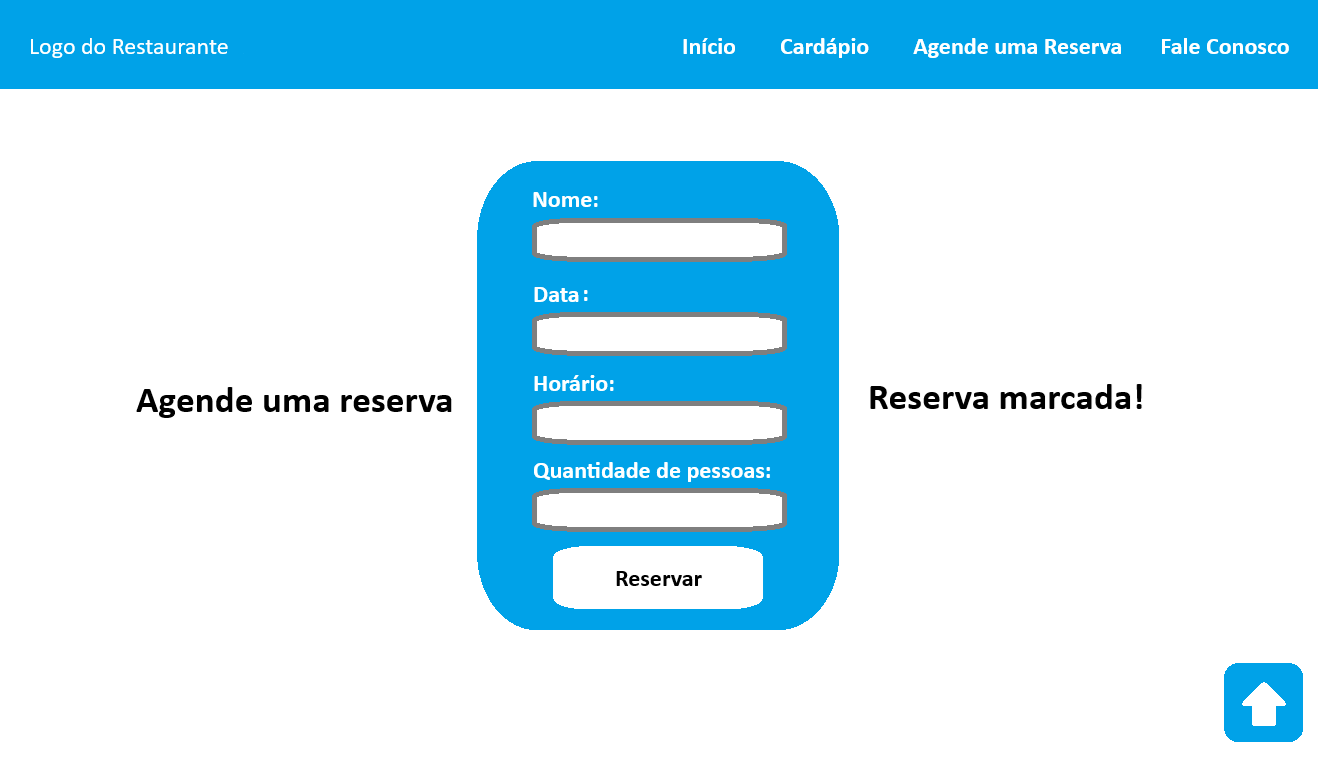 Logo do Restaurante
Início
Cardápio
Agende uma Reserva
Fale Conosco
Agende uma reserva
Nome:
Data:
Horário:
Quantidade de pessoas:
Reservar
Reserva marcada!